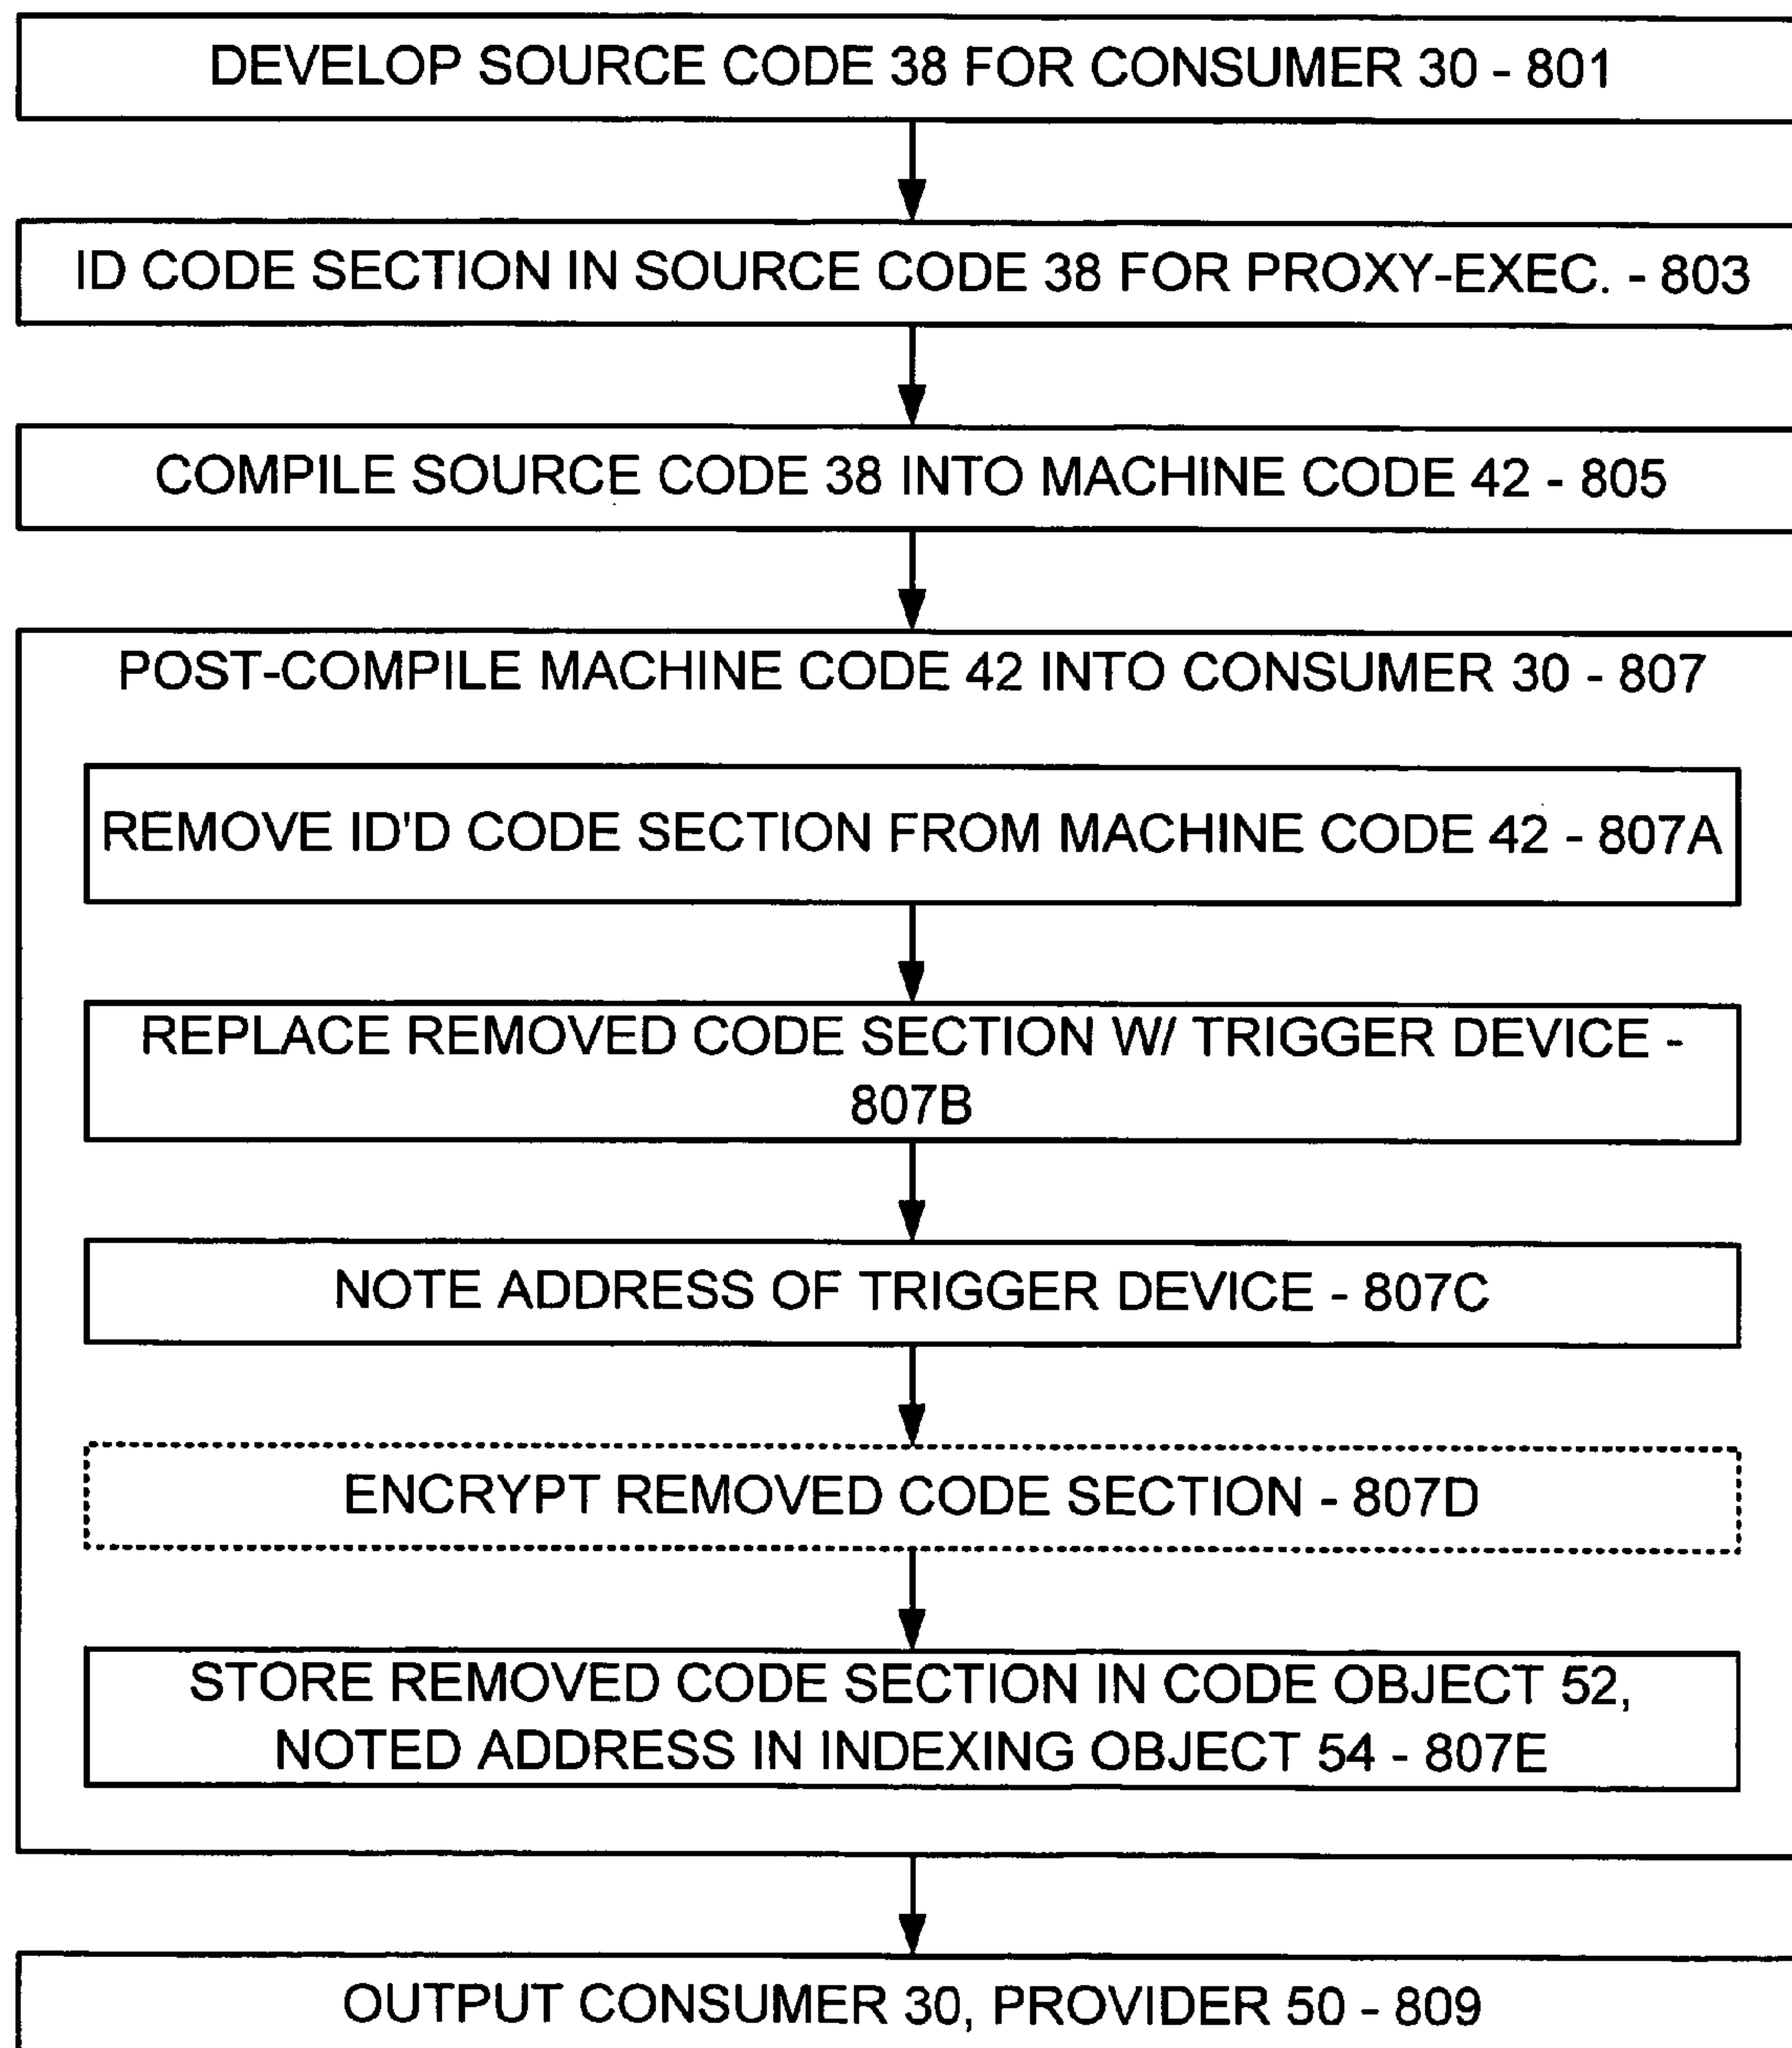 DEVELOP SOURCE CODE 38 FOR CONSUMER 30 - 801
ID CODE SECTION IN SOURCE CODE 38 FOR PROXY-EXEC. - 803
COMPILE SOURCE CODE 38 INTO MACHINE CODE 42 - 805
POST-COMPILE MACHINE CODE 42 INTO CONSUMER 30 - 807
REMOVE ID'D CODE SECTION FROM MACHINE CODE 42 - 807A
REPLACE REMOVED CODE SECTION W/ TRIGGER DEVICE -
807B
NOTE ADDRESS OF TRIGGER DEVICE - 807C
ENCRYPT REMOVED CODE SECTION - 807D
STORE REMOVED CODE SECTION IN CODE OBJECT 52,
NOTED ADDRESS IN INDEXING OBJECT 54 - 807E
OUTPUT CONSUMER 30, PROVIDER 50 - 809